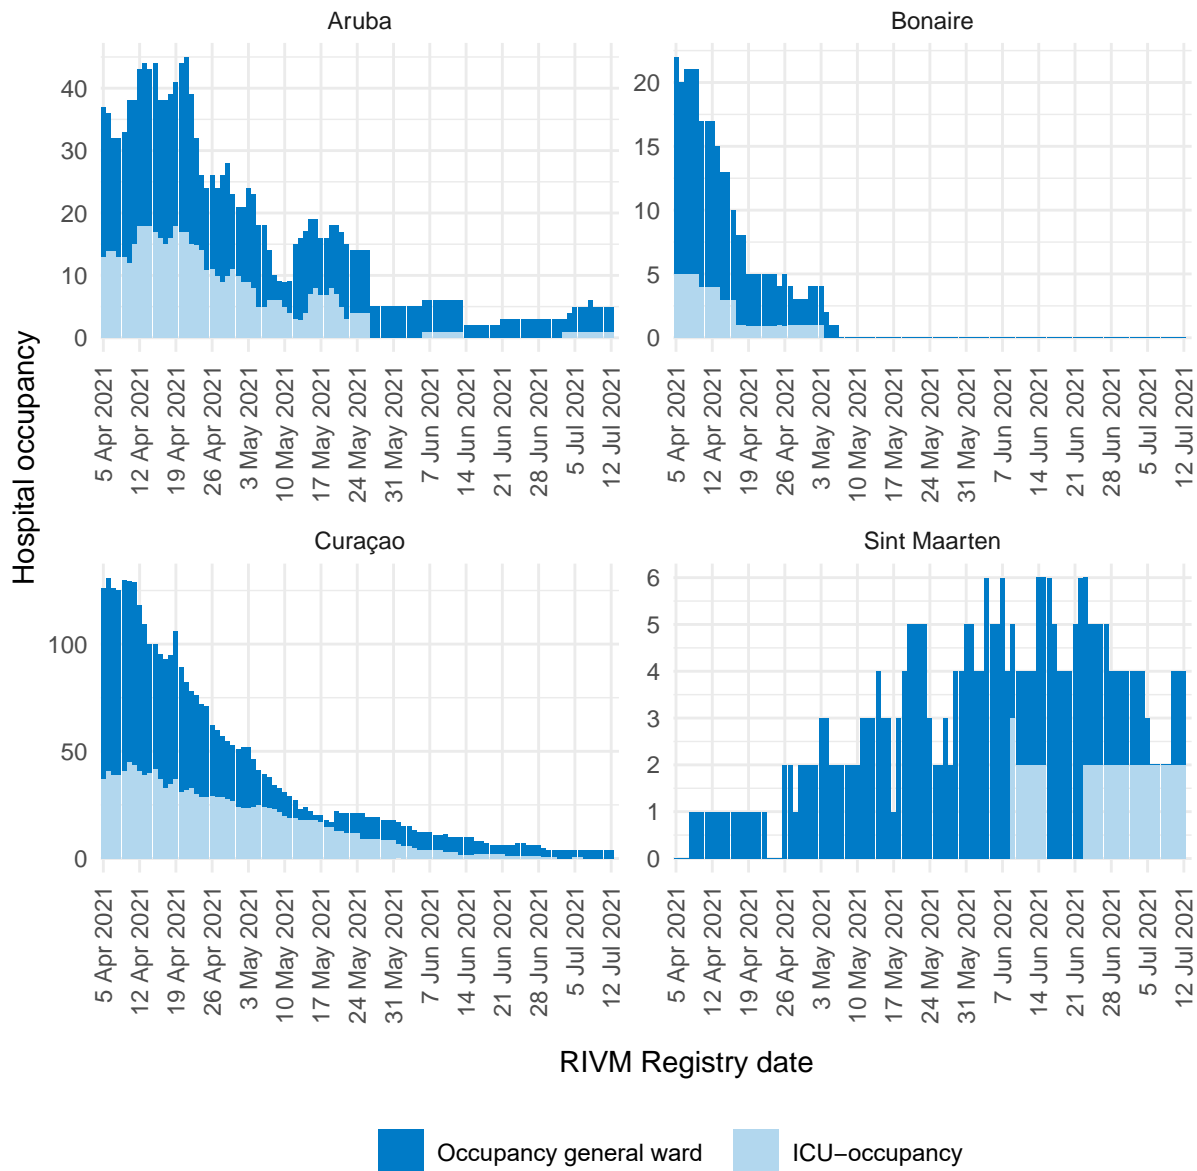 Aruba
Bonaire
40
30
20
10
0
20
15
10
5
0
5 Apr 2021
12 Apr 2021
19 Apr 2021
26 Apr 2021
3 May 2021
10 May 2021
17 May 2021
24 May 2021
31 May 2021
7 Jun 2021
14 Jun 2021
21 Jun 2021
28 Jun 2021
5 Jul 2021
12 Jul 2021
5 Apr 2021
12 Apr 2021
19 Apr 2021
26 Apr 2021
3 May 2021
10 May 2021
17 May 2021
24 May 2021
31 May 2021
7 Jun 2021
14 Jun 2021
21 Jun 2021
28 Jun 2021
5 Jul 2021
12 Jul 2021
Hospital occupancy
Curaçao
Sint Maarten
100
50
0
6
5
4
3
2
1
0
5 Apr 2021
12 Apr 2021
19 Apr 2021
26 Apr 2021
3 May 2021
10 May 2021
17 May 2021
24 May 2021
31 May 2021
7 Jun 2021
14 Jun 2021
21 Jun 2021
28 Jun 2021
5 Jul 2021
12 Jul 2021
5 Apr 2021
12 Apr 2021
19 Apr 2021
26 Apr 2021
3 May 2021
10 May 2021
17 May 2021
24 May 2021
31 May 2021
7 Jun 2021
14 Jun 2021
21 Jun 2021
28 Jun 2021
5 Jul 2021
12 Jul 2021
RIVM Registry date
Occupancy general ward
ICU−occupancy